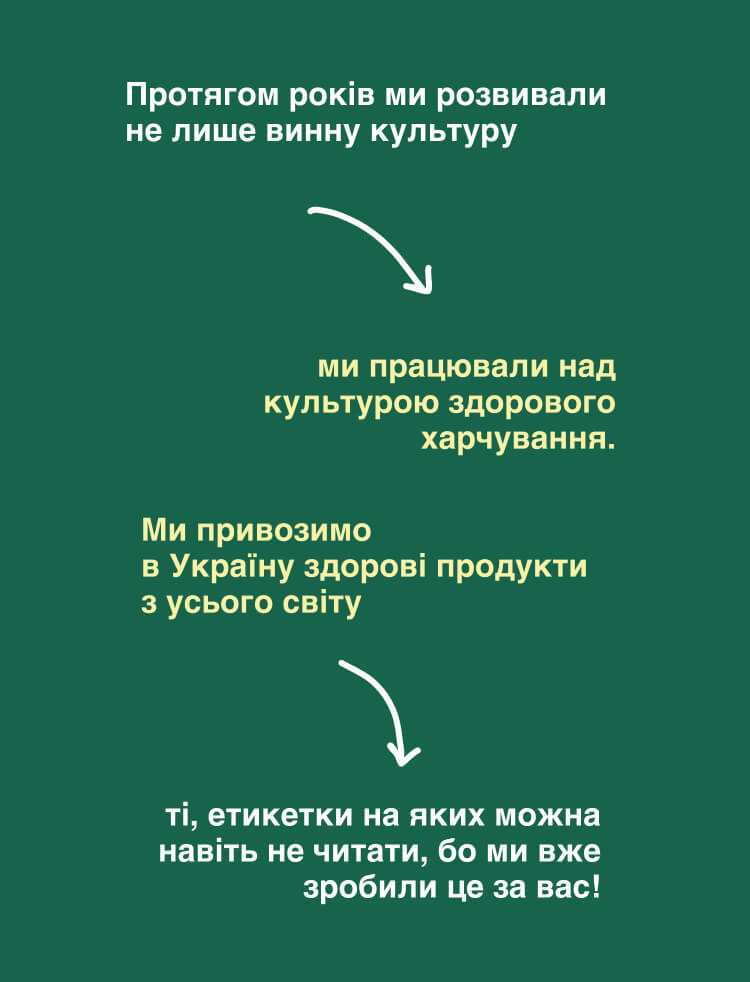 Протягом років ми розвивали
не лише винну культуру
ми працювали над
культурою здорового
харчування.
Ми привозимо
в Україну здорові продукти
з усього світу
ті, етикетки на яких можна
навіть не читати, бо ми вже
зробили це за вас!